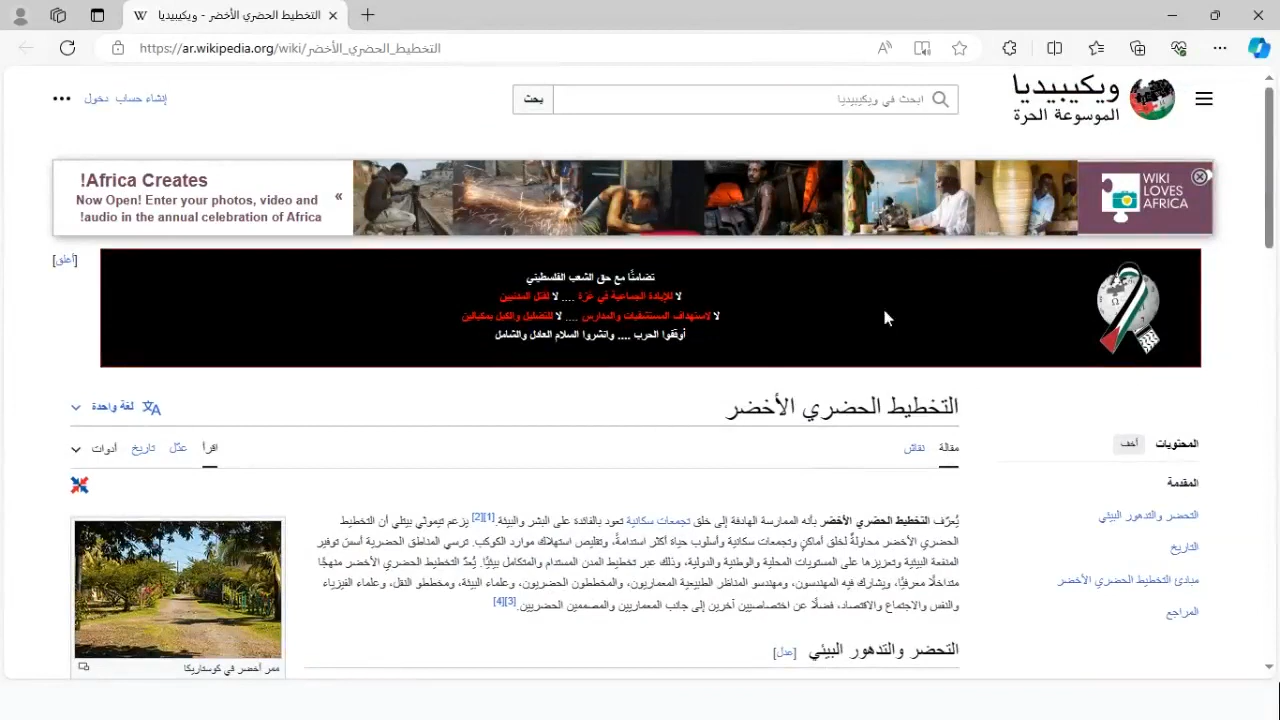 التخطيط الحضري الأخضر - ويكيبيديا
https://ar.wikipedia.org/wiki/التخطيط_الحضري_الأخضر
ويكيبيديا
الموسوعة الحرة
ابحث في ويكيبيديا
بحث
إنشاء حساب
دخول
WIKI
LOVES
AFRICA
!Africa Creates
Now Open! Enter your photos, video and
!audio in the annual celebration of Africa
»
[أغلق]
تضامنًا مع حق الشعب الفلسطيني
لا للإبادة الجماعية في غزة .... لا لقتل المدنيين
لا لاستهداف المستشفيات والمدارس .... لا للتضليل والكيل بمكيالين
أوقفوا الحرب .... وانشروا السلام العادل والشامل
التخطيط الحضري الأخضر
لغة واحدة
مقالة
نقاش
اقرأ
عدّل
تاريخ
أدوات
المحتويات
أخف
المقدمة
التحضر والتدهور البيئي
التاريخ
مبادئ التخطيط الحضري الأخضر
المراجع
يُعرَّف التخطيط الحضري الأخضر بأنه الممارسة الهادفة إلى خلق تجمعات سكانية تعود بالفائدة على البشر والبيئة.[1][2] يزعم تيموثي بيتلي أن التخطيط
الحضري الأخضر محاولةٌ لخلق أماكنٍ وتجمعات سكانية وأسلوب حياة أكثر استدامةً، وتقليص استهلاك موارد الكوكب. ترسي المناطق الحضرية أسسَ توفير
المنفعة البيئية وتعزيزها على المستويات المحلية والوطنية والدولية، وذلك عبر تخطيط المدن المستدام والمتكامل بيئيًا. يُعدّ التخطيط الحضري الأخضر منهجًا
متداخلًا معرفيًّا، ويشارك فيه المهندسون، ومهندسو المناظر الطبيعية المعماريون، والمخططون الحضريون، وعلماء البيئة، ومخططو النقل، وعلماء الفيزياء
والنفس والاجتماع والاقتصاد، فضلًا عن اختصاصيين آخرين إلى جانب المعماريين والمصممين الحضريين.[3][4]
ممر أخضر في كوستاريكا
التحضر والتدهور البيئي [عدل]